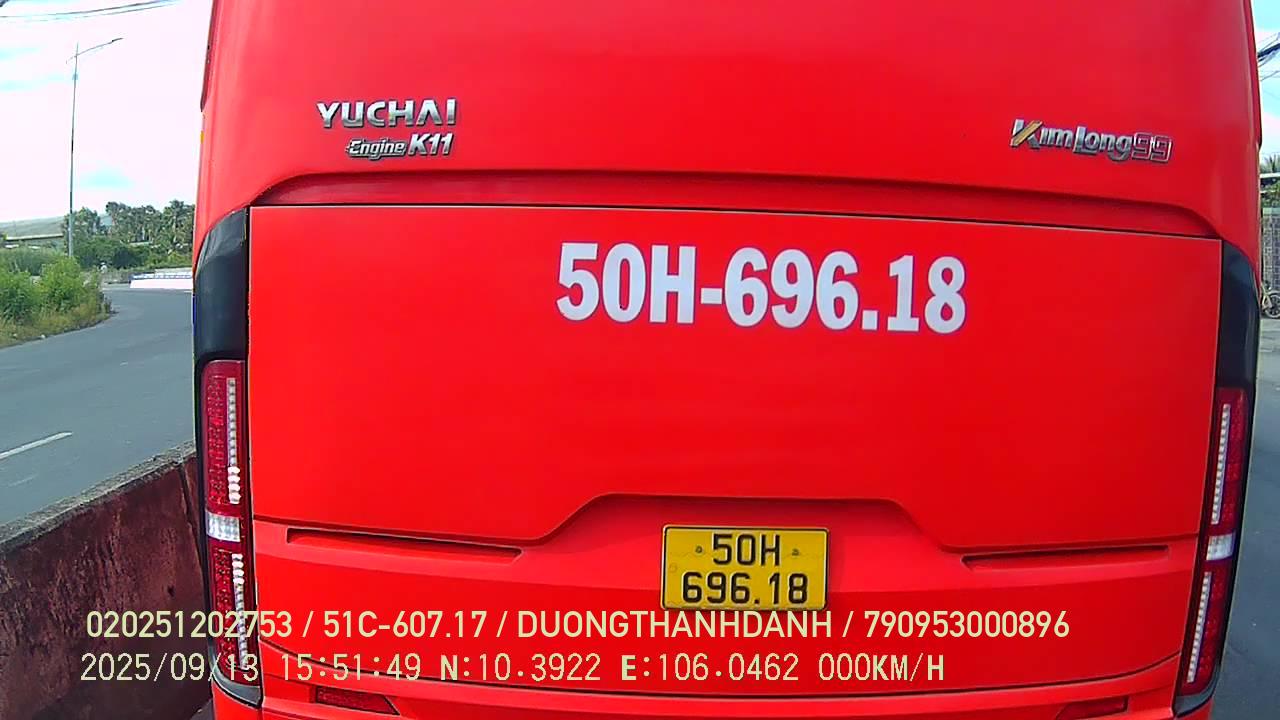 YUCHAI
Engine K11
KimLong99
50H-696.18
50H
696.18
020251202753 / 51C-607.17 / DUONGTHANHDANH / 790953000896
2025/09/13 15:51:49 N:10.3922 E:106.0462 000KM/H